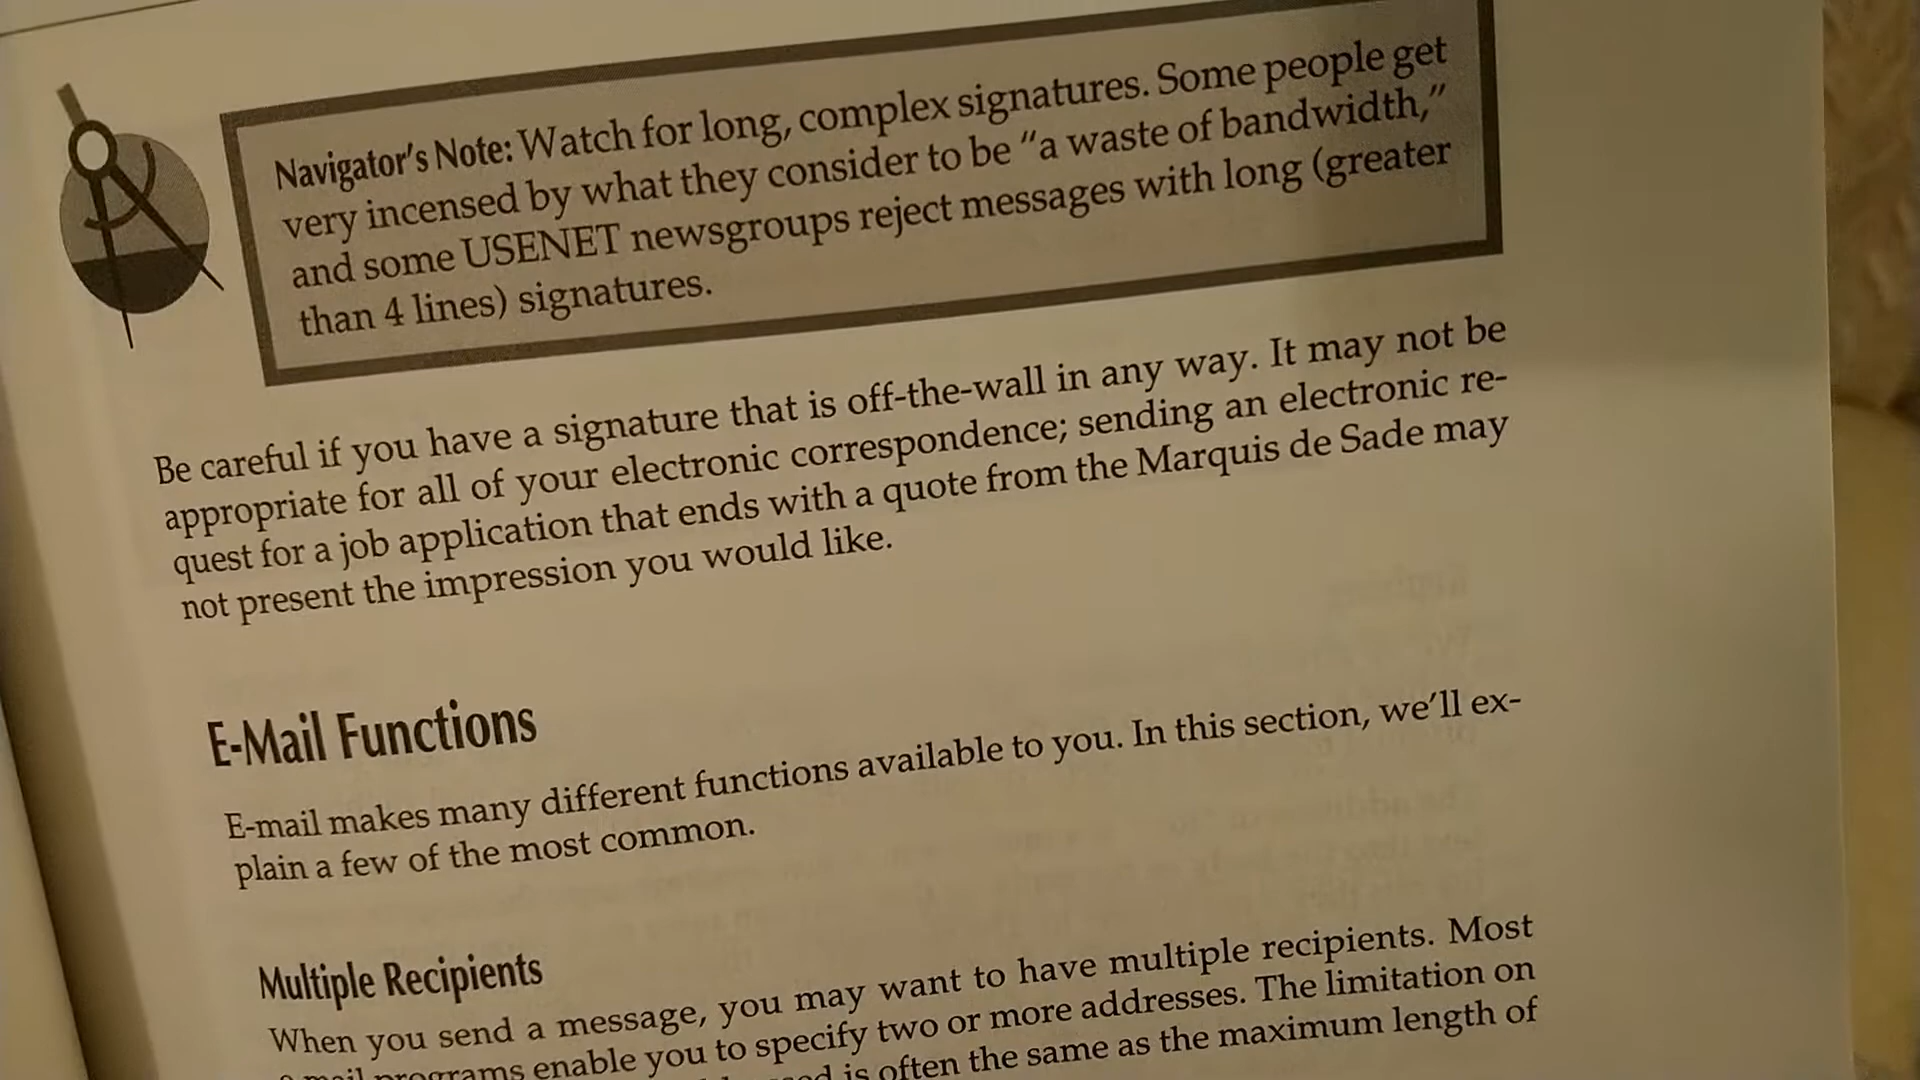 Navigator's Note: Watch for long, complex signatures. Some people get
very incensed by what they consider to be "a waste of bandwidth,"
and some USENET newsgroups reject messages with long (greater
than 4 lines) signatures.
Be careful if you have a signature that is off-the-wall in any way. It may not be
appropriate for all of your electronic correspondence; sending an electronic re-
quest for a job application that ends with a quote from the Marquis de Sade may
not present the impression you would like.
E-Mail Functions
E-mail makes many different functions available to you. In this section, we'll ex-
plain a few of the most common.
Multiple Recipients
When you send a message, you may want to have multiple recipients. Most
e-mail programs enable you to specify two or more addresses. The limitation on
is often the same as the maximum length of